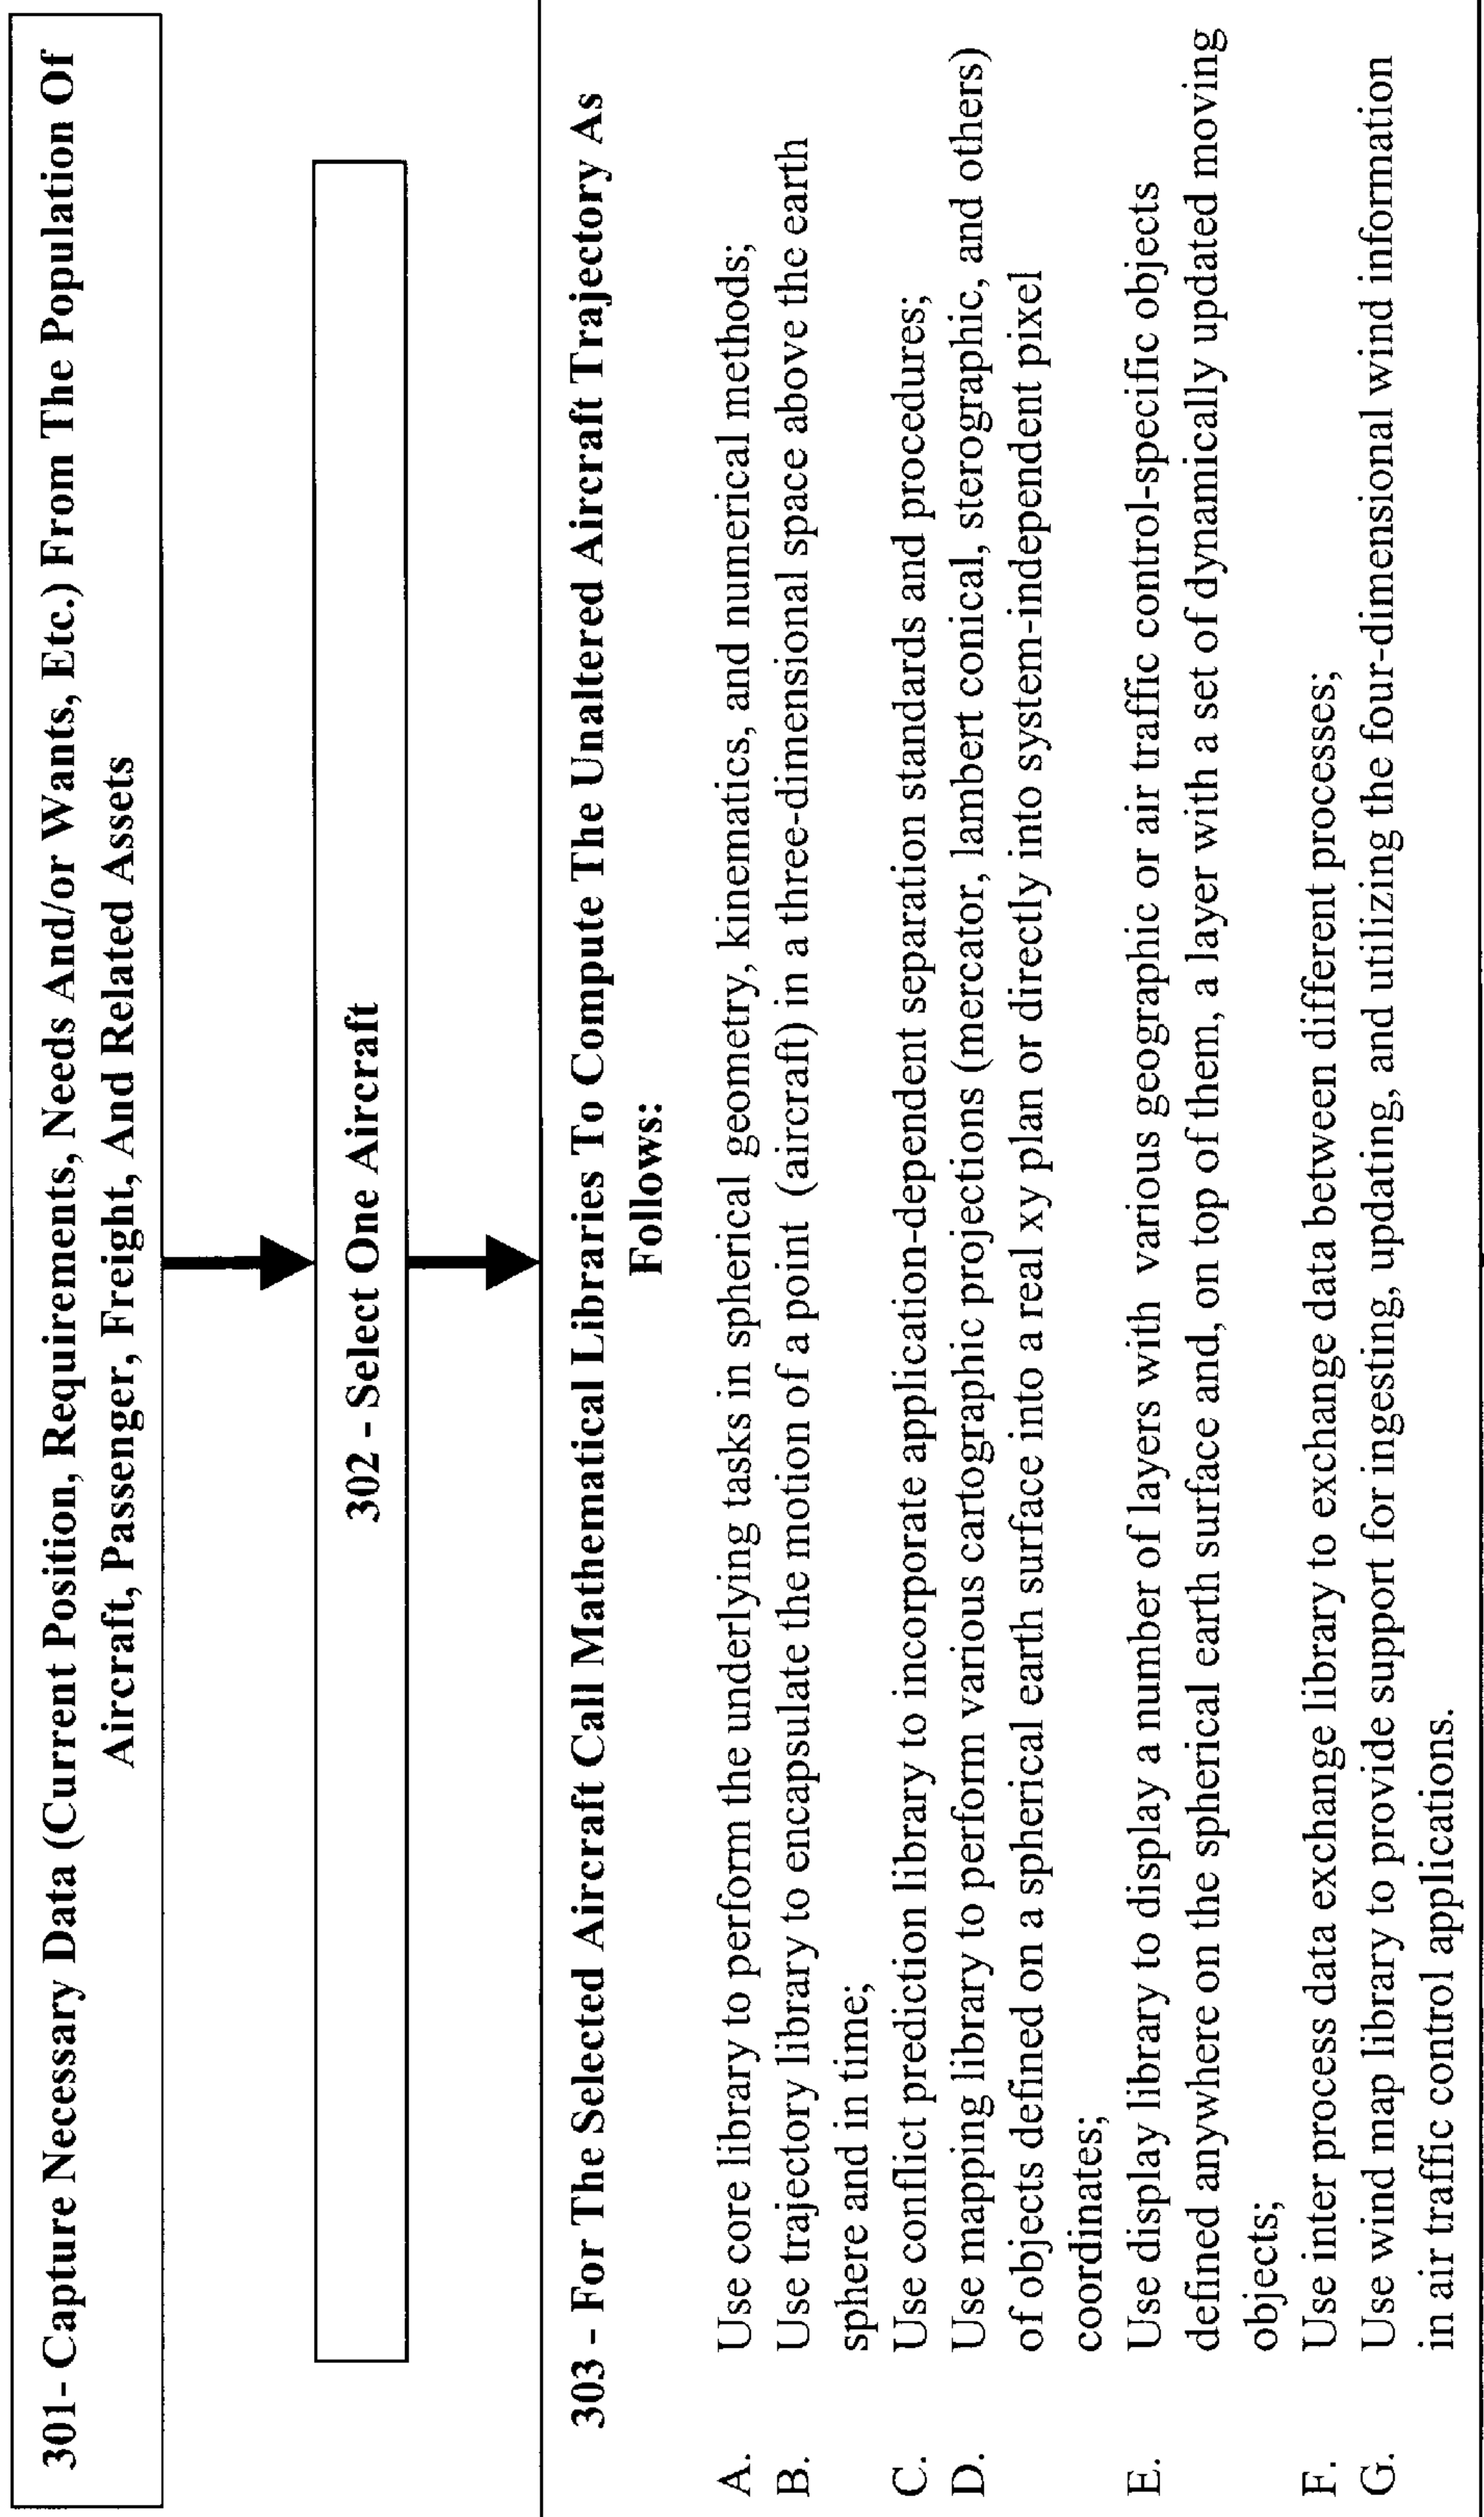 301- Capture Necessary Data (Current Position, Requirements, Needs And/or Wants, Etc.) From The Population Of
Aircraft, Passenger, Freight, And Related Assets
302 - Select One Aircraft
303 - For The Selected Aircraft Call Mathematical Libraries To Compute The Unaltered Aircraft Trajectory As
Follows:
A. Use core library to perform the underlying tasks in spherical geometry, kinematics, and numerical methods;
B. Use trajectory library to encapsulate the motion of a point (aircraft) in a three-dimensional space above the earth
sphere and in time;
C. Use conflict prediction library to incorporate application-dependent separation standards and procedures;
D. Use mapping library to perform various cartographic projections (mercator, lambert conical, sterographic, and others)
of objects defined on a spherical earth surface into a real xy plan or directly into system-independent pixel
coordinates;
E. Use display library to display a number of layers with various geographic or air traffic control-specific objects
defined anywhere on the spherical earth surface and, on top of them, a layer with a set of dynamically updated moving
objects;
F. Use inter process data exchange library to exchange data between different processes;
G. Use wind map library to provide support for ingesting, updating, and utilizing the four-dimensional wind information
in air traffic control applications.